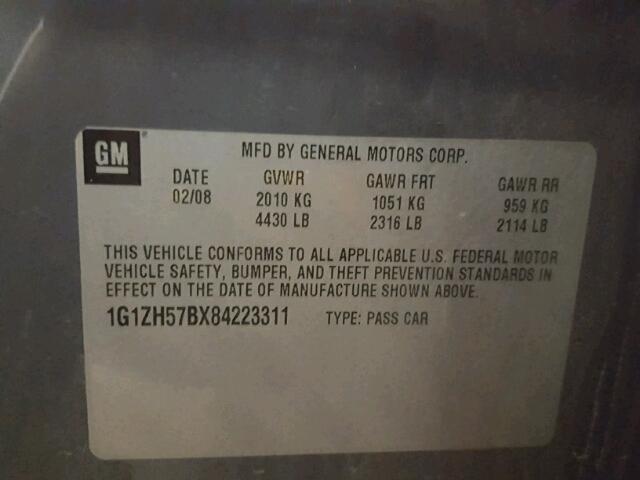 GM
MFD BY GENERAL MOTORS CORP.
DATE GVWR GAWR FRT GAWR RR
02/08 2010 KG 1051 KG 959 KG
4430 LB 2316 LB 2114 LB
THIS VEHICLE CONFORMS TO ALL APPLICABLE U.S. FEDERAL MOTOR
VEHICLE SAFETY, BUMPER, AND THEFT PREVENTION STANDARDS IN
EFFECT ON THE DATE OF MANUFACTURE SHOWN ABOVE.
1G1ZH57BX84223311 TYPE: PASS CAR